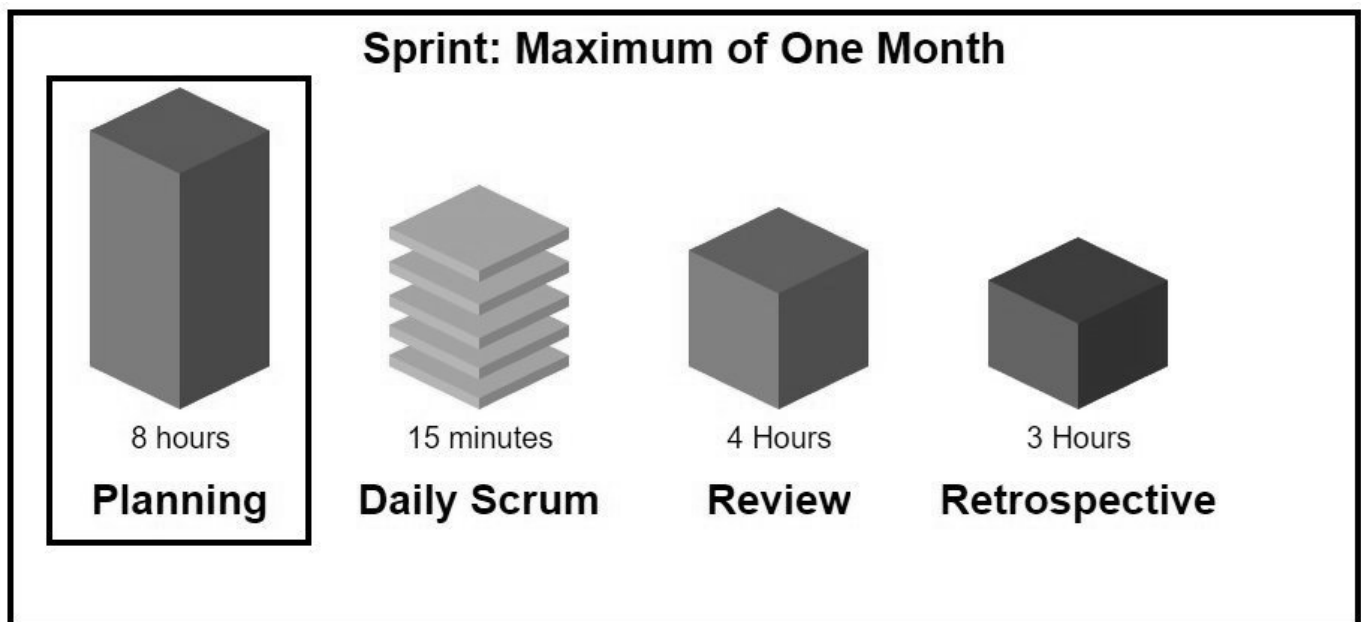 Sprint: Maximum of One Month
8 hours
15 minutes
4 Hours
3 Hours
Planning
Daily Scrum
Review
Retrospective